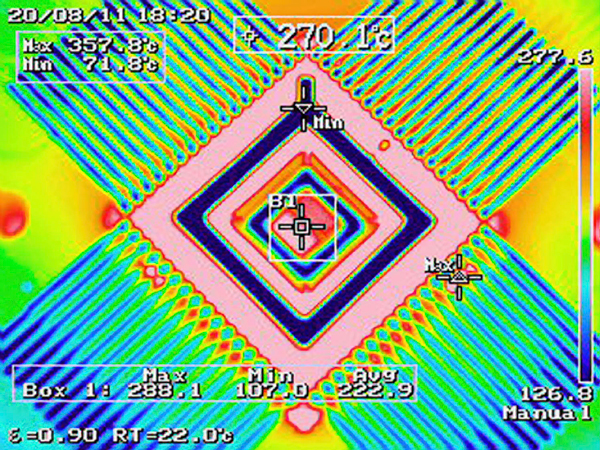 20/08/11 18:20
270.1℃
Max 357.8℃
Min 71.8℃
277.6
Min
B1
Max
Max Min Avg
Box 1: 288.1 107.0 222.9
126.8
Manual
ε=0.90 RT=22.0℃